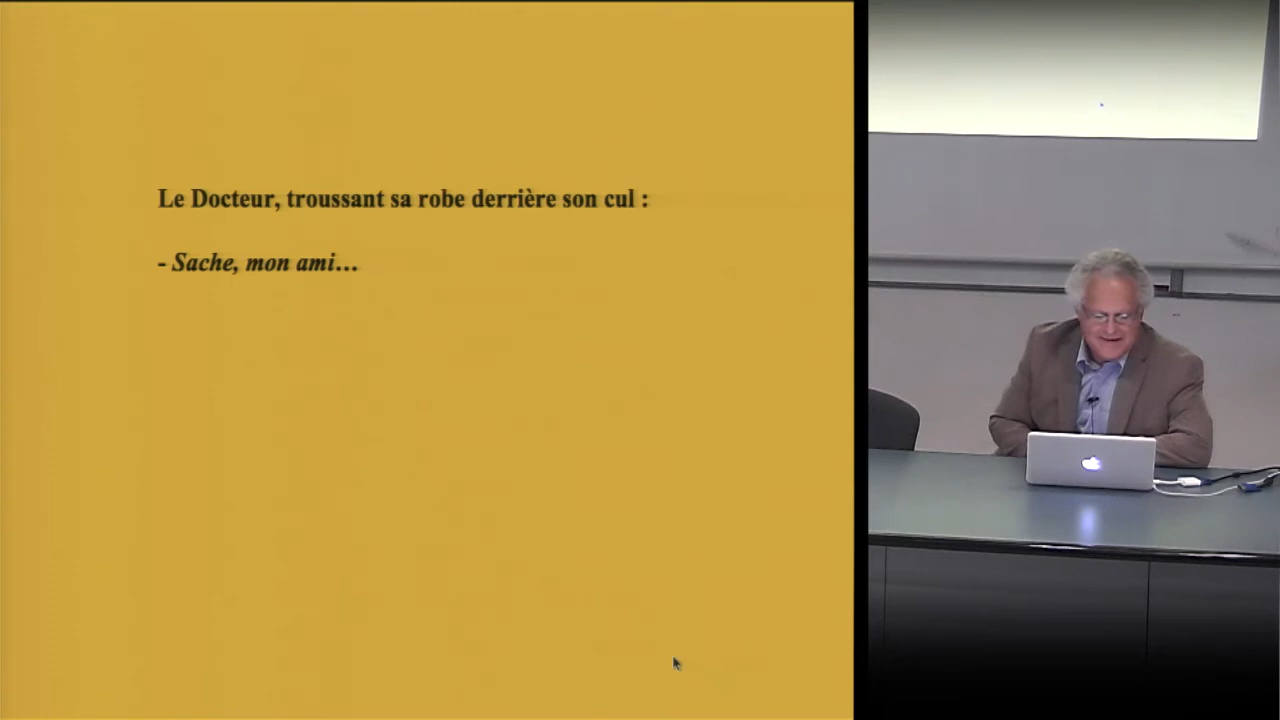 Le Docteur, troussant sa robe derrière son cul :
- Sache, mon ami…